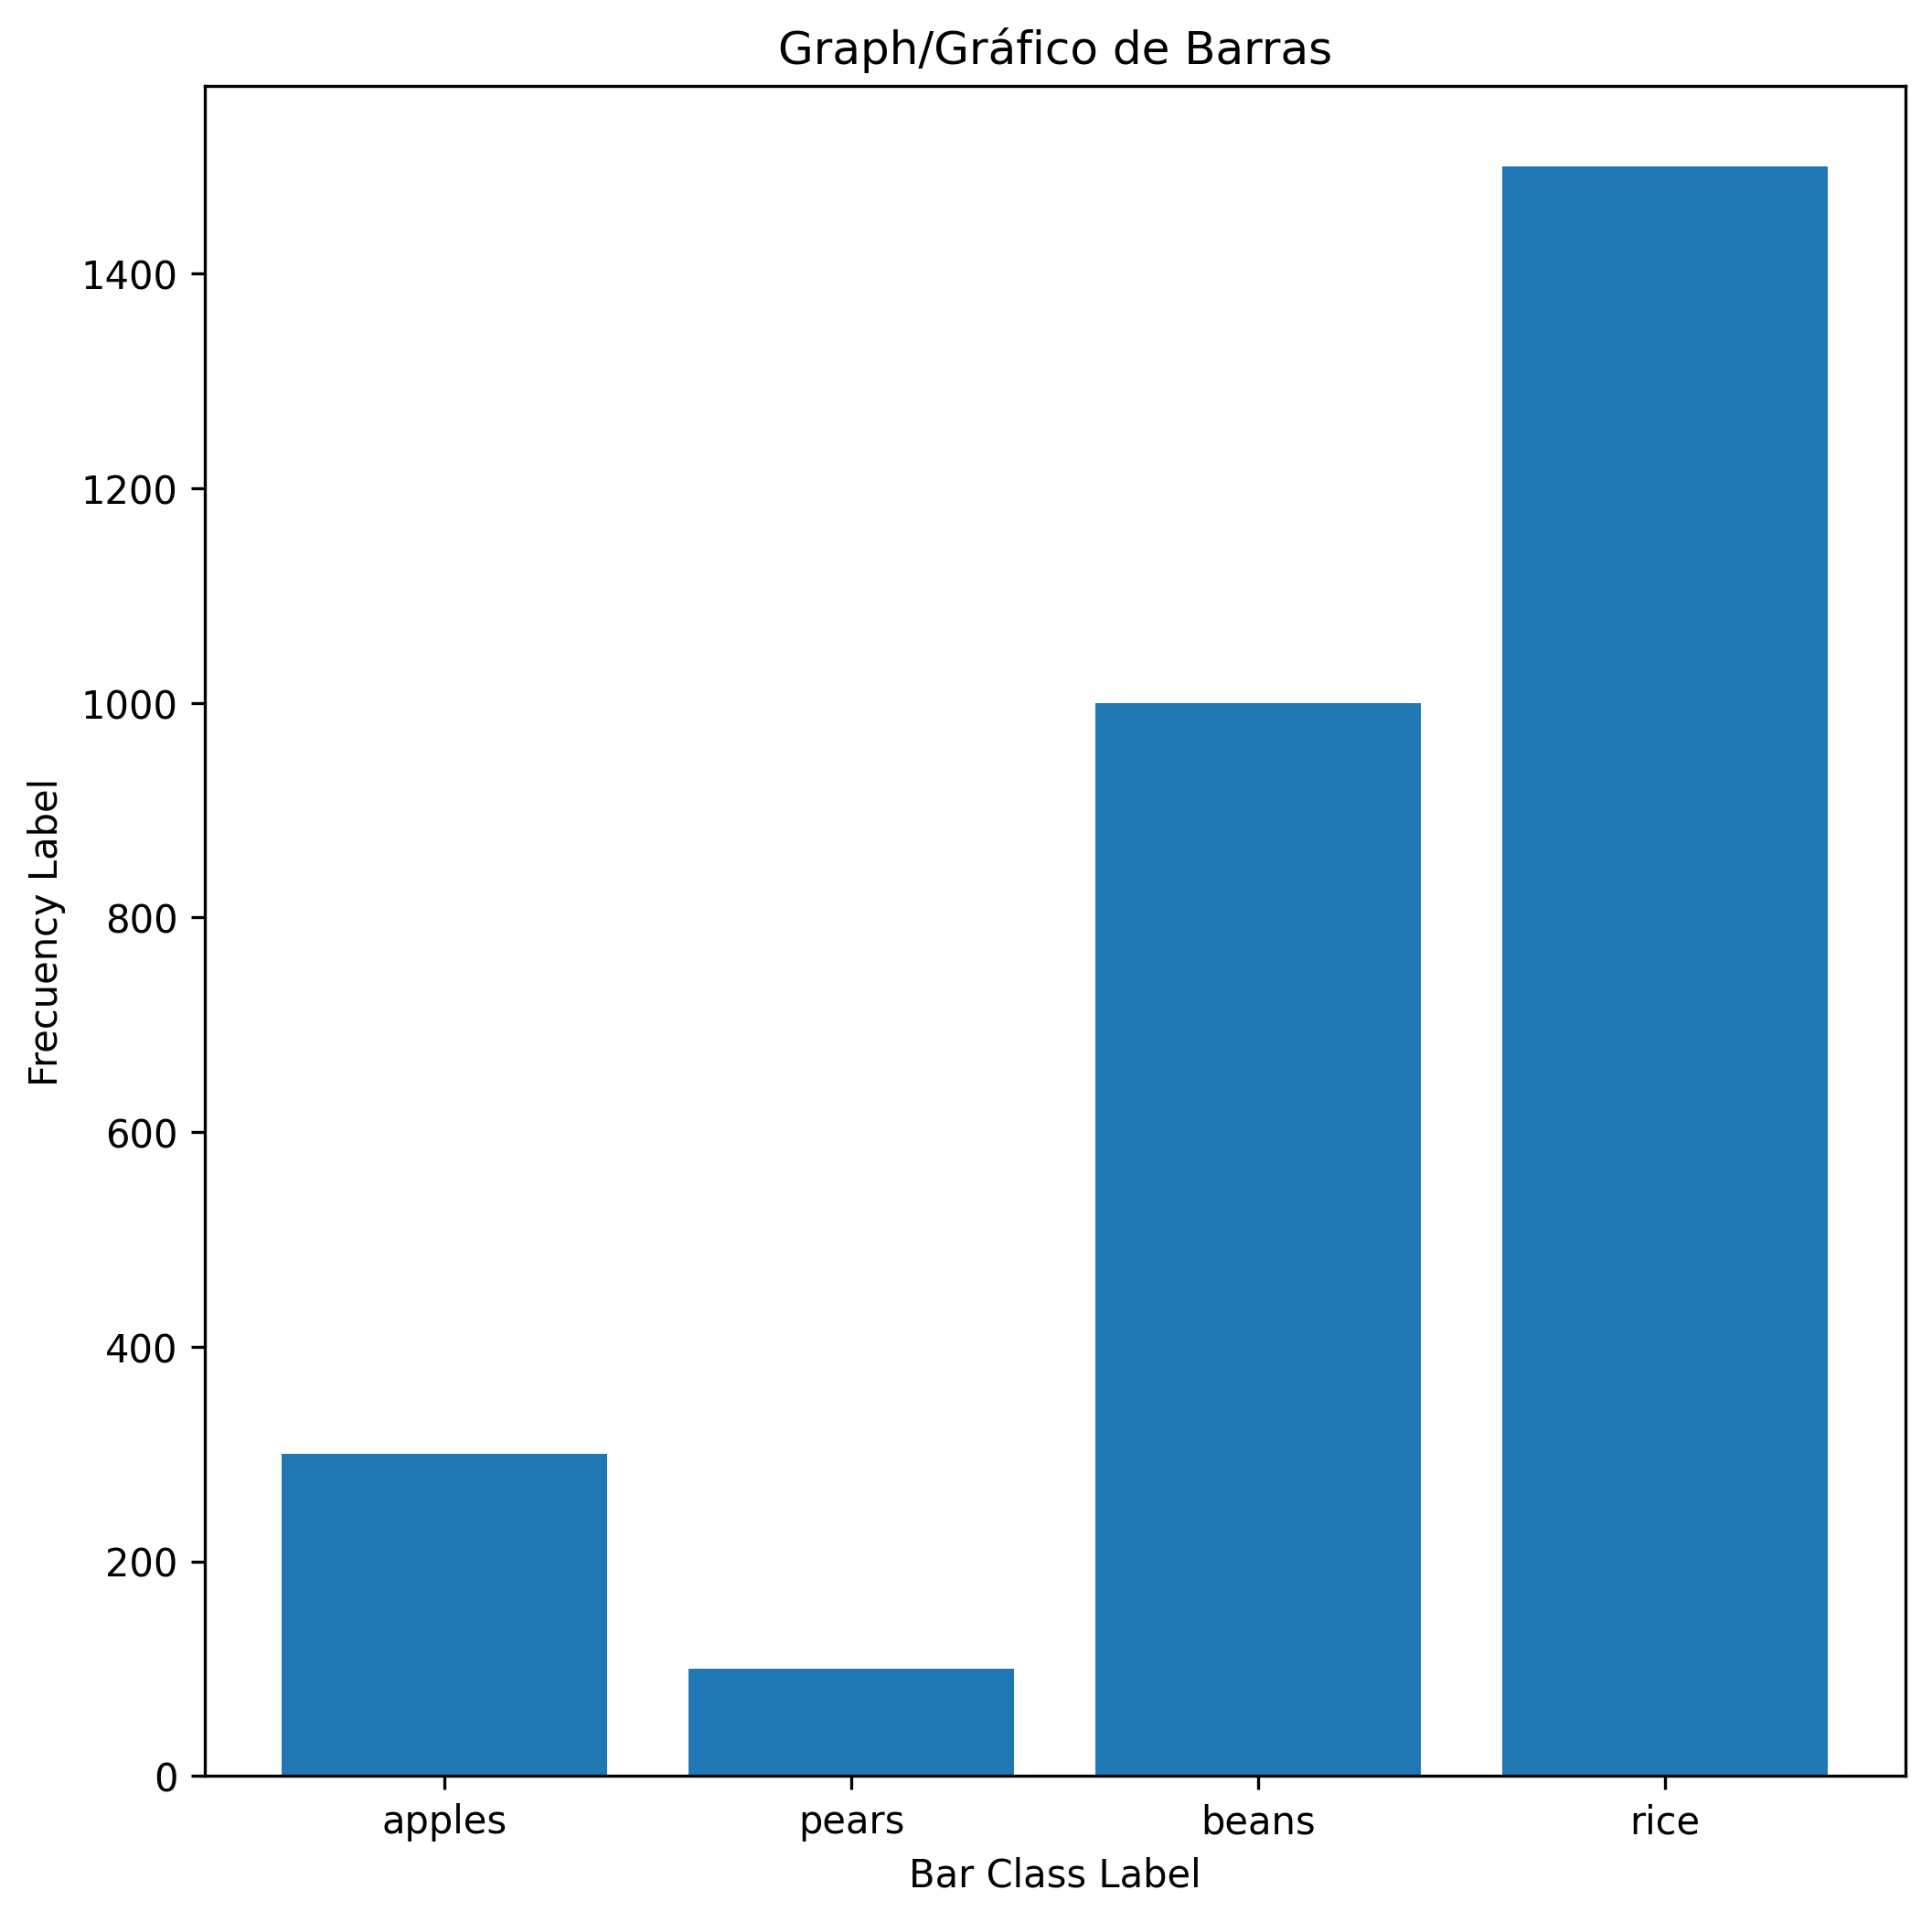 Graph/Gráfico de Barras
1400
1200
1000
800
600
400
200
0
Frecuency Label
apples pears beans rice
Bar Class Label